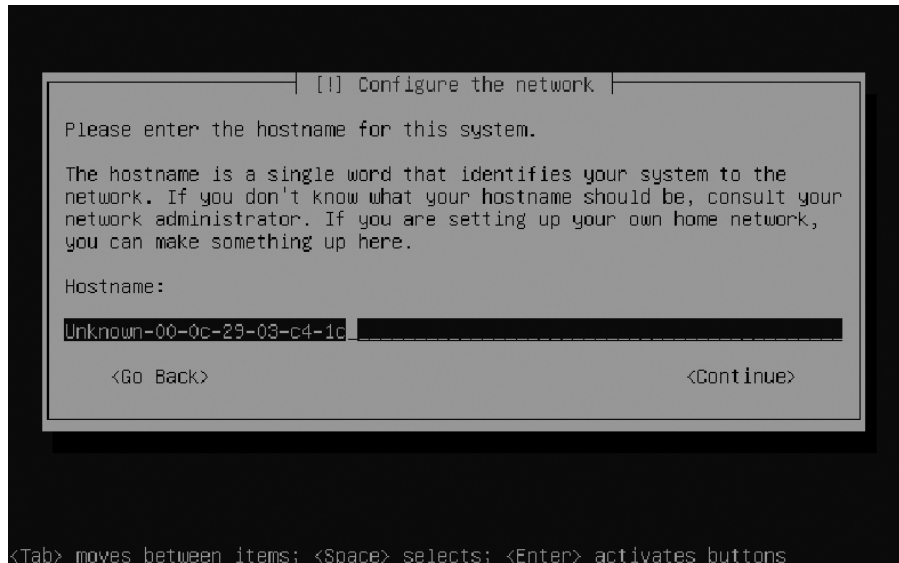 [!] Configure the network
Please enter the hostname for this system.
The hostname is a single word that identifies your system to the
network. If you don't know what your hostname should be, consult your
network administrator. If you are setting up your own home network,
you can make something up here.
Hostname:
Unknown-00-0c-29-03-c4-1c
<Go Back> <Continue>
<Tab> moves between items; <Space> selects; <Enter> activates buttons